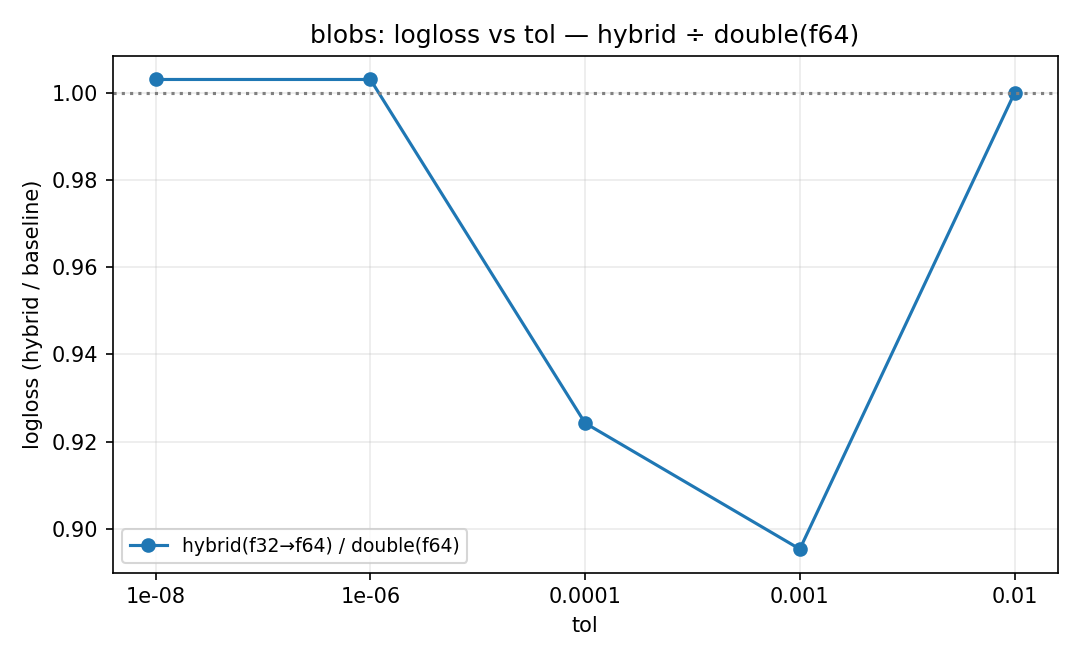 blobs: logloss vs tol — hybrid ÷ double(f64)
logloss (hybrid / baseline)
1.00
0.98
0.96
0.94
0.92
0.90
hybrid(f32→f64) / double(f64)
1e-08
1e-06
0.0001
0.001
0.01
tol